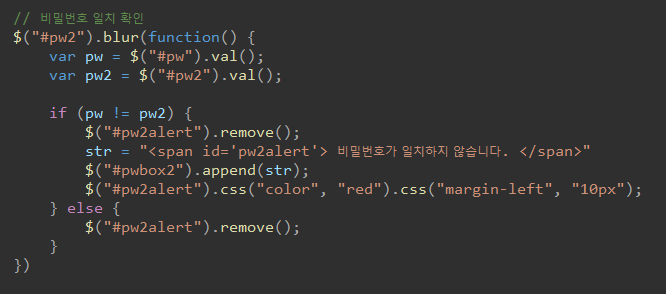 // 비밀번호 일치 확인
$("#pw2").blur(function() {
    var pw = $("#pw").val();
    var pw2 = $("#pw2").val();

    if (pw != pw2) {
        $("#pw2alert").remove();
        str = "<span id='pw2alert'> 비밀번호가 일치하지 않습니다. </span>"
        $("#pwbox2").append(str);
        $("#pw2alert").css("color", "red").css("margin-left", "10px");
    } else {
        $("#pw2alert").remove();
    }
})